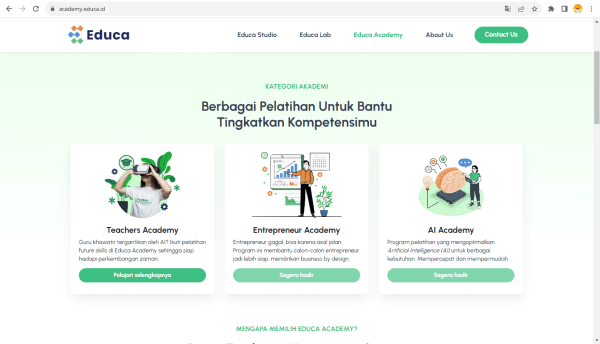 academy.educa.id
Educa
Educa Studio
Educa Lab
Educa Academy
About Us
Contact Us
KATEGORI AKADEMI
Berbagai Pelatihan Untuk Bantu
Tingkatkan Kompetensimu
Teachers Academy
Guru khawatir tergantikan oleh AI? Ikuti pelatihan
future skills di Educa Academy sehingga siap
hadapi perkembangan zaman.
Pelajari selengkapnya
Entrepreneur Academy
Entrepreneur gagal, bisa karena asal jalan.
Program ini membantu calon-calon entrepreneur
jadi lebih siap, mendirikan business by design.
Segera hadir
AI Academy
Program pelatihan yang mengoptimalkan
Artificial Intelligence (AI) untuk berbagai
kebutuhan. Mempercepat dan mempermudah.
Segera hadir
MENGAPA MEMILIH EDUCA ACADEMY?